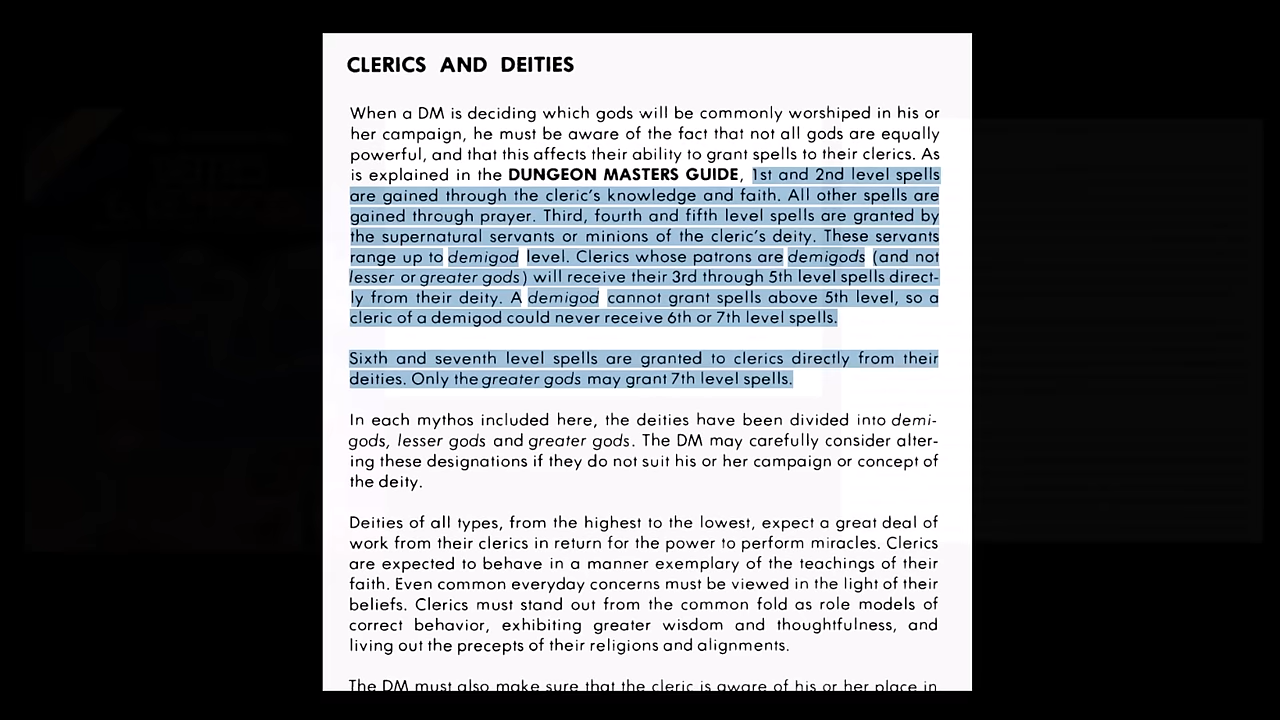 CLERICS AND DEITIES
When a DM is deciding which gods will be commonly worshiped in his or
her campaign, he must be aware of the fact that not all gods are equally
powerful, and that this affects their ability to grant spells to their clerics. As
is explained in the DUNGEON MASTERS GUIDE, 1st and 2nd level spells
are gained through the cleric's knowledge and faith. All other spells are
gained through prayer. Third, fourth and fifth level spells are granted by
the supernatural servants or minions of the cleric's deity. These servants
range up to demigod level. Clerics whose patrons are demigods (and not
lesser or greater gods) will receive their 3rd through 5th level spells direct-
ly from their deity. A demigod cannot grant spells above 5th level, so a
cleric of a demigod could never receive 6th or 7th level spells.
Sixth and seventh level spells are granted to clerics directly from their
deities. Only the greater gods may grant 7th level spells.
In each mythos included here, the deities have been divided into demi-
gods, lesser gods and greater gods. The DM may carefully consider alter-
ing these designations if they do not suit his or her campaign or concept of
the deity.
Deities of all types, from the highest to the lowest, expect a great deal of
work from their clerics in return for the power to perform miracles. Clerics
are expected to behave in a manner exemplary of the teachings of their
faith. Even common everyday concerns must be viewed in the light of their
beliefs. Clerics must stand out from the common fold as role models of
correct behavior, exhibiting greater wisdom and thoughtfulness, and
living out the precepts of their religions and alignments.
The DM must also make sure that the cleric is aware of his or her place in